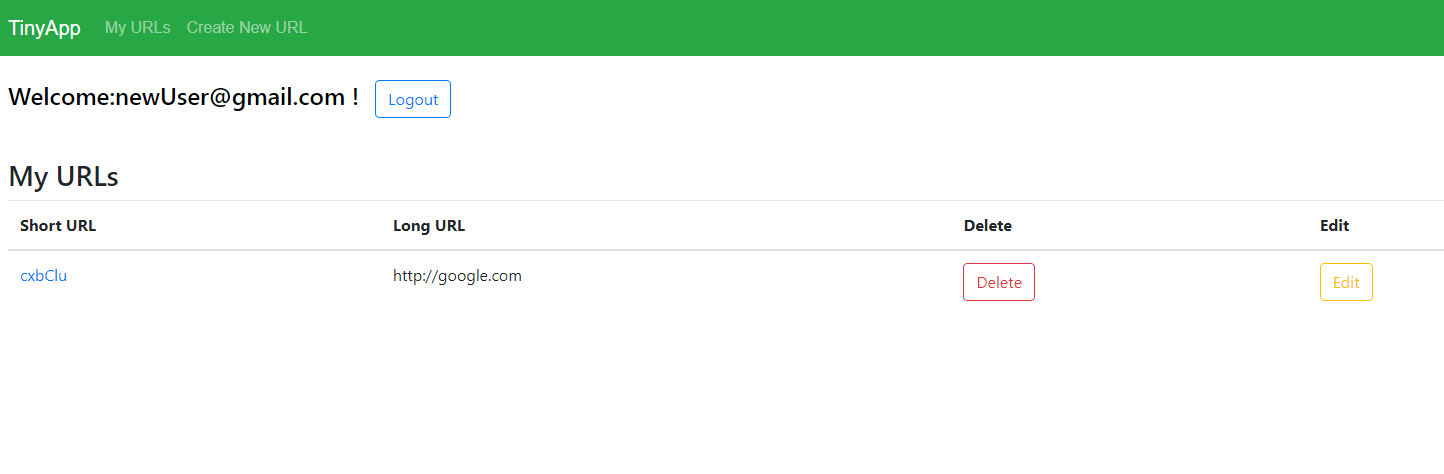 TinyApp My URLs Create New URL
Welcome:newUser@gmail.com ! Logout
My URLs
Short URL Long URL Delete Edit
cxbClu http://google.com Delete Edit